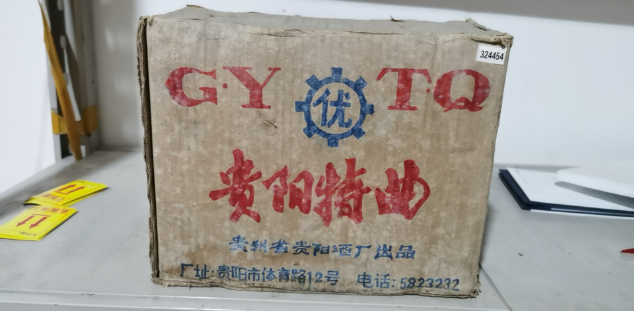 324454
G·Y 优 T·Q
贵阳特曲
贵州省贵阳酒厂出品
厂址:贵阳市体育路12号 电话:5823232